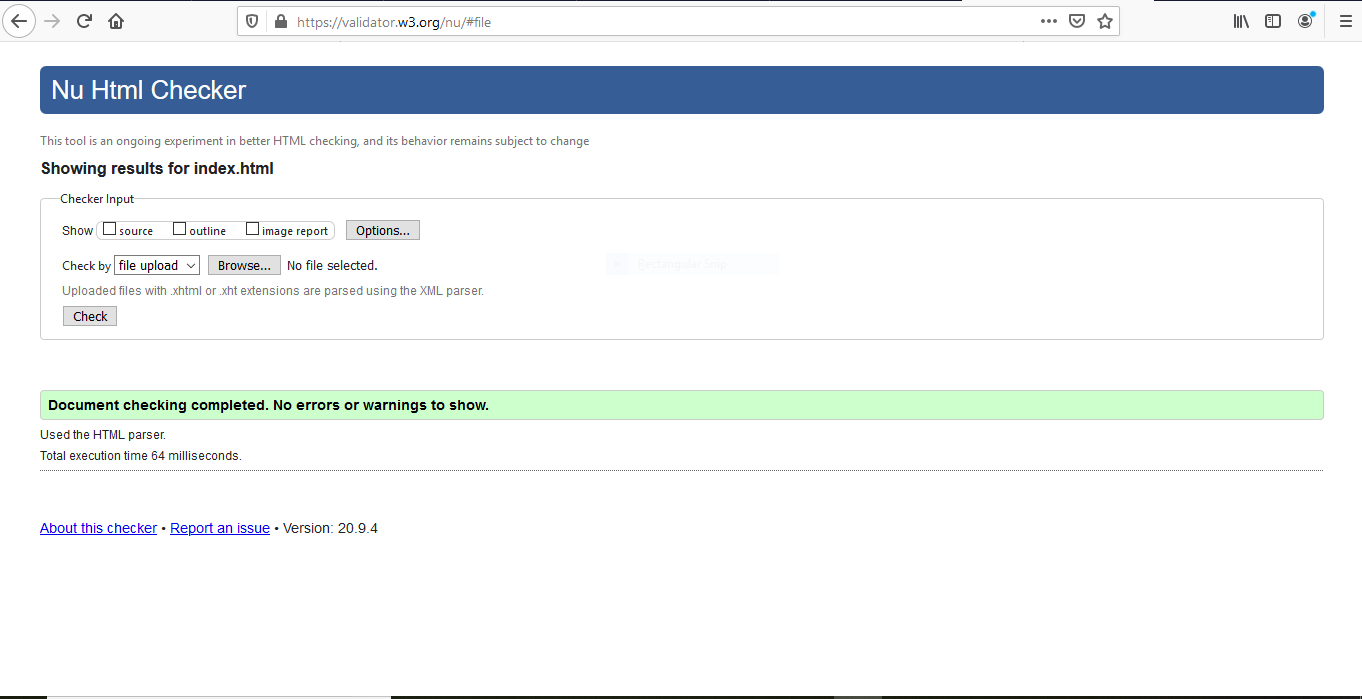 https://validator.w3.org/nu/#file
Nu Html Checker
This tool is an ongoing experiment in better HTML checking, and its behavior remains subject to change
Showing results for index.html
Checker Input
Show source outline image report Options...
Check by file upload Browse... No file selected.
Rectangular Snip
Uploaded files with .xhtml or .xht extensions are parsed using the XML parser.
Check
Document checking completed. No errors or warnings to show.
Used the HTML parser.
Total execution time 64 milliseconds.
About this checker • Report an issue • Version: 20.9.4